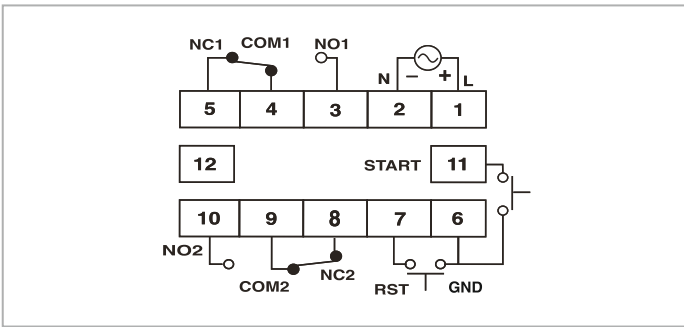 NC1 COM1 NO1
N − + L
5 4 3 2 1
12 START 11
10 9 8 7 6
NO2 COM2 NC2 RST GND